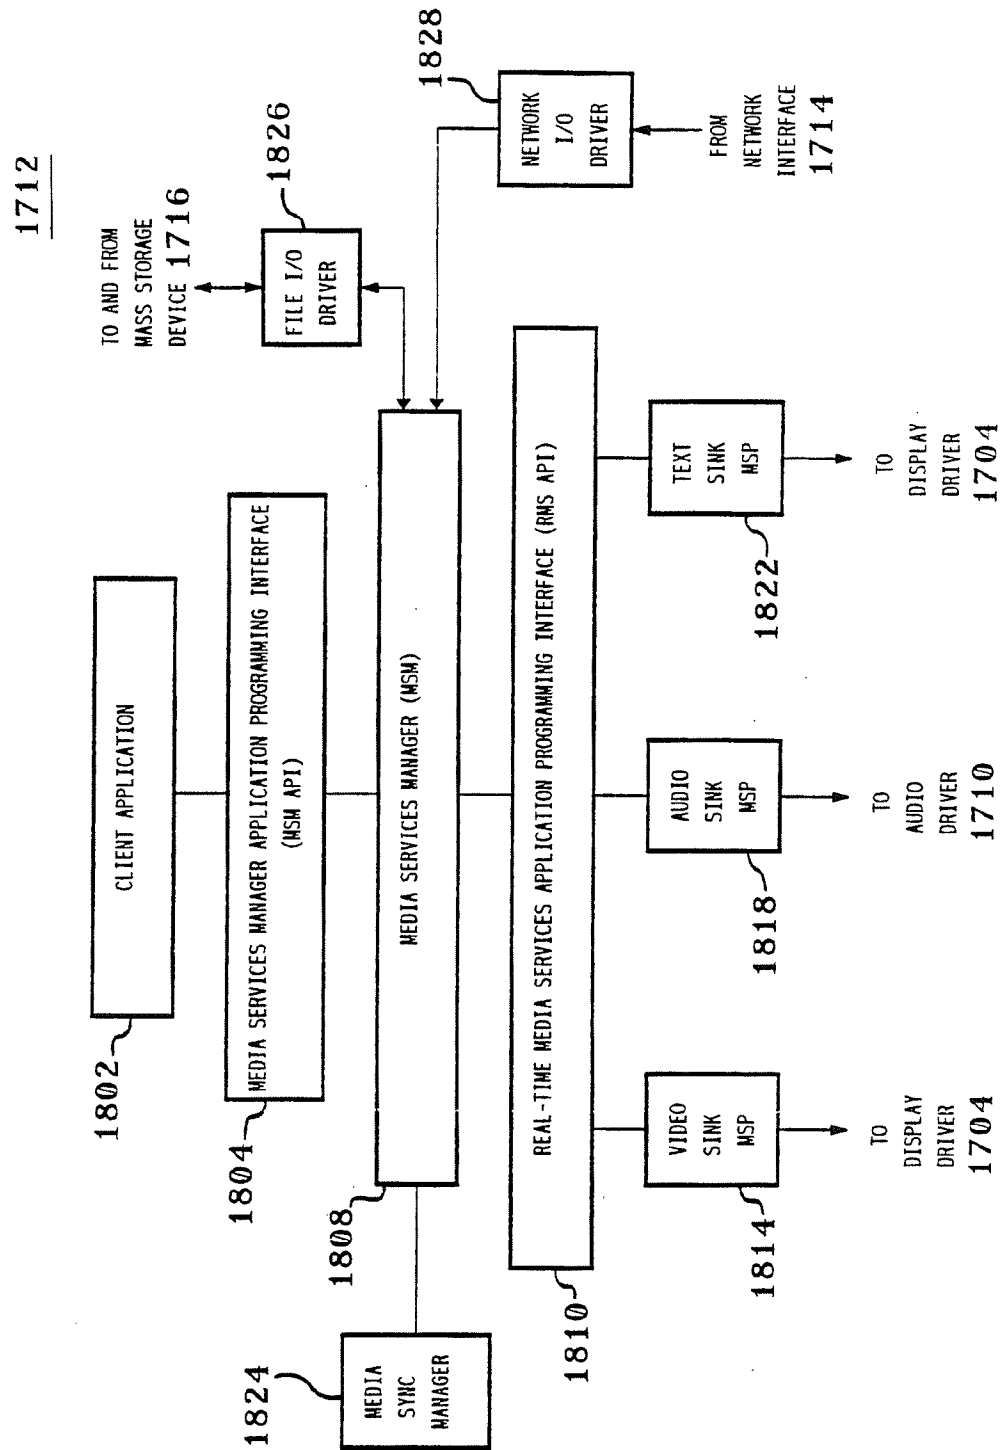 1712
CLIENT APPLICATION
1802
MEDIA SERVICES MANAGER APPLICATION PROGRAMMING INTERFACE
(MSM API)
1804
TO AND FROM
MASS STORAGE
DEVICE 1716
FILE I/O
DRIVER
1826
1828
NETWORK
I/O
DRIVER
FROM
NETWORK
INTERFACE
1714
MEDIA SERVICES MANAGER (MSM)
1808
1824
MEDIA
SYNC
MANAGER
REAL-TIME MEDIA SERVICES APPLICATION PROGRAMMING INTERFACE (RMS API)
1810
VIDEO
SINK
MSP
1814
TO
DISPLAY
DRIVER
1704
AUDIO
SINK
MSP
1818
TO
AUDIO
DRIVER
1710
TEXT
SINK
MSP
1822
TO
DISPLAY
DRIVER
1704